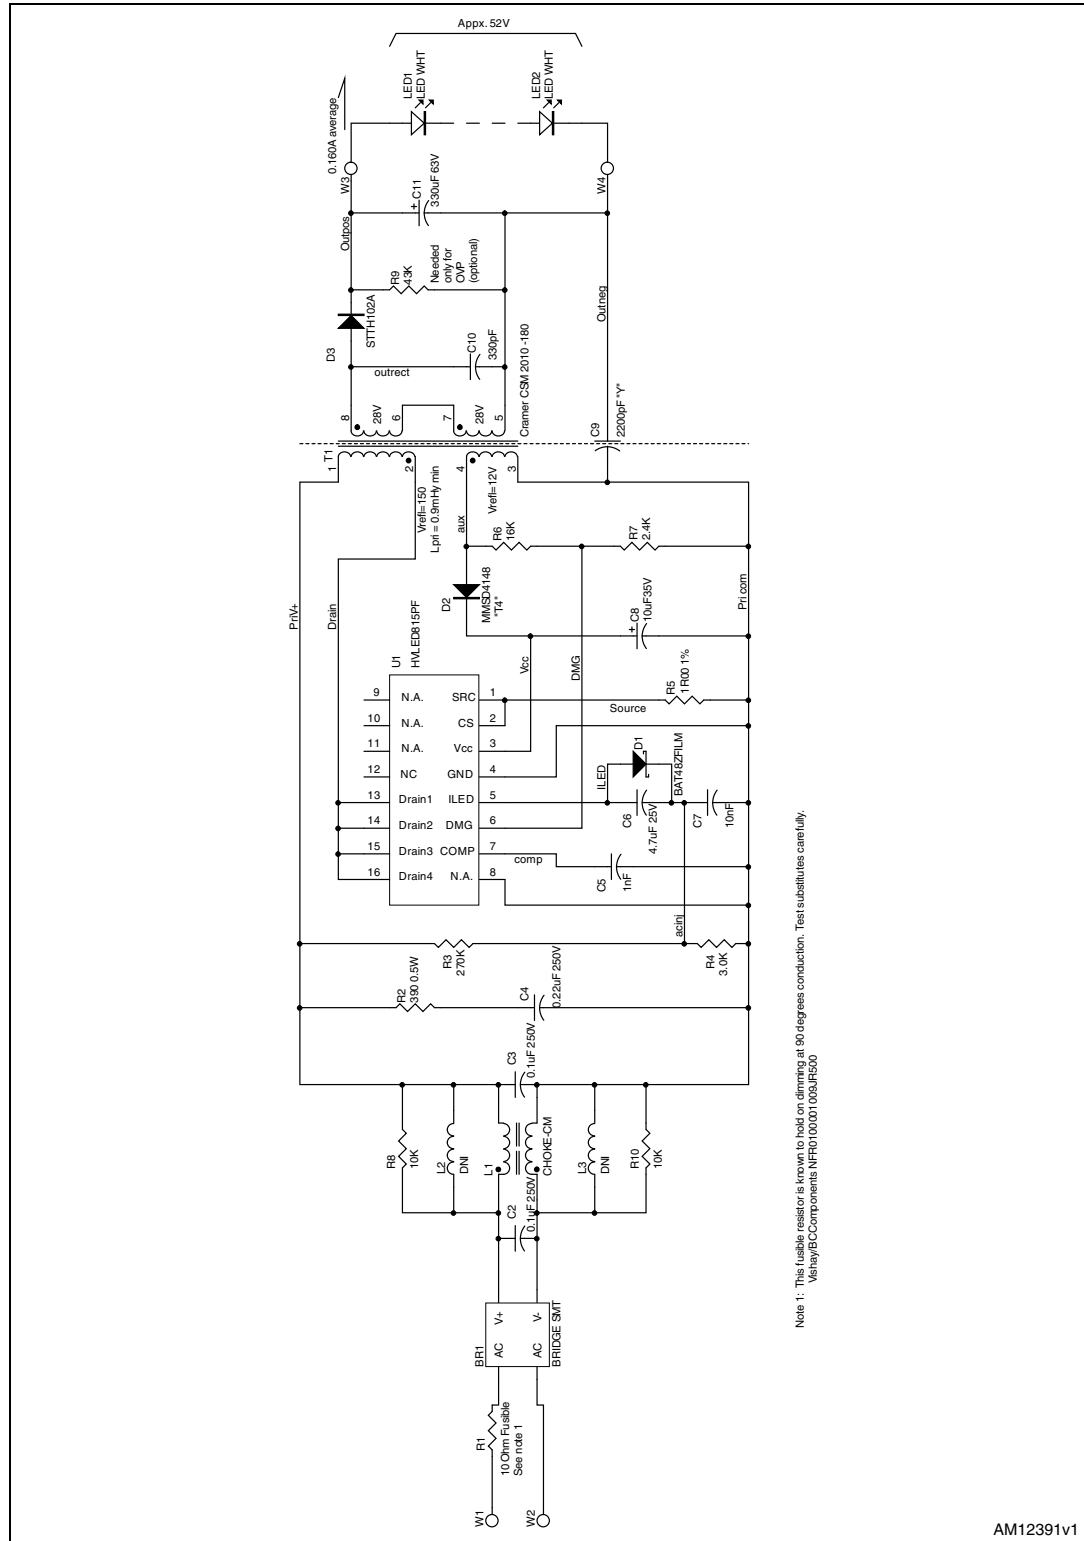 Appx. 52V
0.160A average
LED1
LED WHT
LED2
LED WHT
W3
W4
Outpos
+ C11
330uF 63V
R9
43K
Needed
only for
OVP
(optional)
Outneg
D3
STTH102A
outrect
C10
330pF
Cramer CSM 2010 -180
8
28V
6
7
28V
5
C9
2200pF "Y"
T1
1
2
4
3
Vrefl=150
Lpri = 0.9mHy min
Vrefl=12V
aux
R6
16K
R7
2.4K
PriV+
Drain
D2
MMSD4148
"T4"
+ C8
10uF35V
Pri com
U1
HVLED815PF
Vcc
DMG
R5
1R00 1%
Source
9 N.A. SRC 1
10 N.A. CS 2
11 N.A. Vcc 3
12 NC GND 4
13 Drain1 ILED 5
14 Drain2 DMG 6
15 Drain3 COMP 7
16 Drain4 N.A. 8
ILED
D1
BAT48ZFILM
C6
4.7uF 25V
C7
10nF
comp
C5
1nF
acinj
R3
270K
R4
3.0K
R2
390 0.5W
C4
0.22uF 250V
C3
0.1uF 250V
R8
10K
L2
DNI
L1
CHOKE-CM
L3
DNI
R10
10K
C2
0.1uF 250V
BR1
AC V+
AC V-
BRIDGE SMT
R1
10 Ohm Fusible
See note 1
W1
W2
Note 1: This fusible resistor is known to hold on dimming at 90 degrees conduction. Test substitutes carefully.
Vishay/BCComponents NFR0100001009JR500
AM12391v1